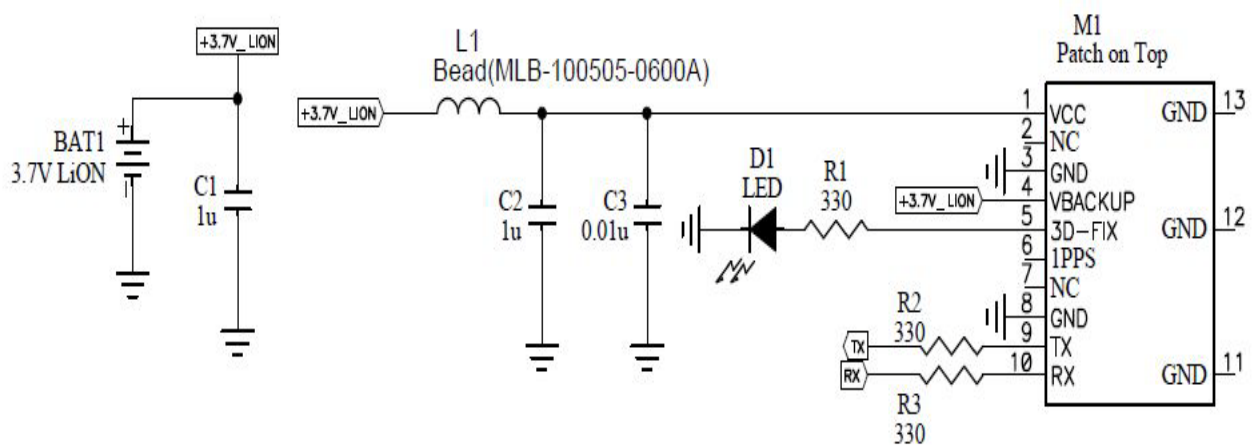 +3.7V_LION
BAT1
3.7V LiON
+
C1
1u
+3.7V_LION
L1
Bead(MLB-100505-0600A)
C2
1u
C3
0.01u
D1
LED
R1
330
+3.7V_LION
TX
RX
R2
330
R3
330
M1
Patch on Top
1 VCC
2 NC
3 GND
4 VBACKUP
5 3D-FIX
6 1PPS
7 NC
8 GND
9 TX
10 RX
GND 13
GND 12
GND 11